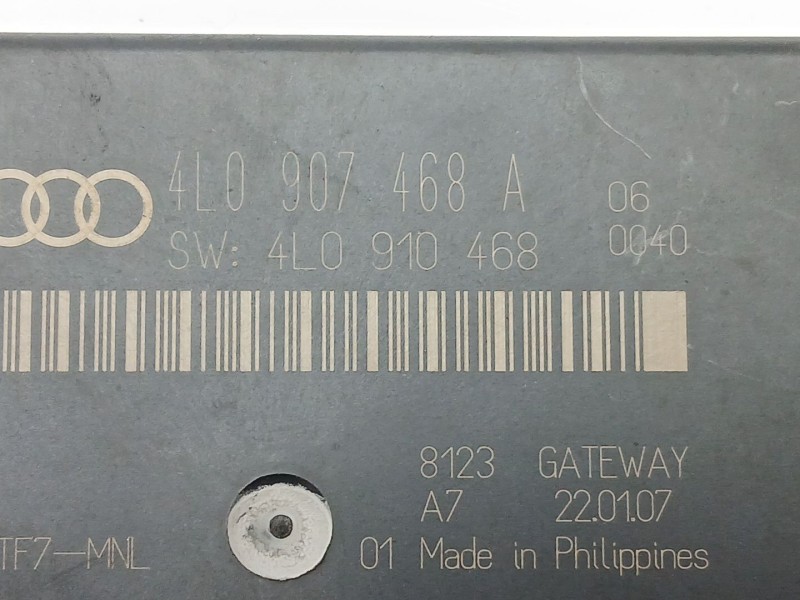 4L0 907 468 A 06
SW: 4L0 910 468 0040
8123 GATEWAY
A7 22.01.07
TF7-MNL 01 Made in Philippines